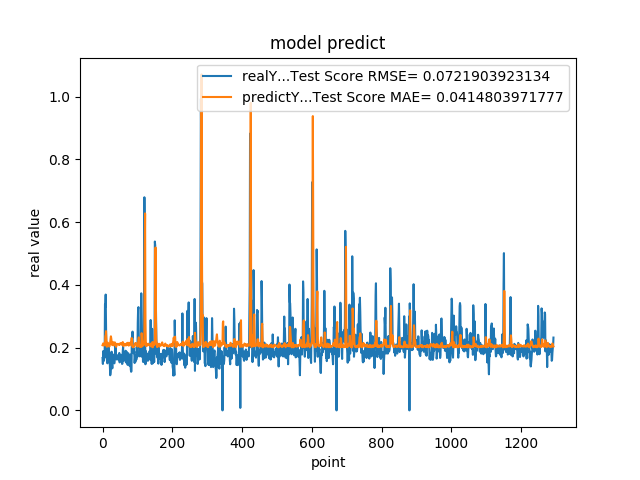 model predict
realY...Test Score RMSE= 0.0721903923134
predictY...Test Score MAE= 0.0414803971777
real value
1.0
0.8
0.6
0.4
0.2
0.0
0 200 400 600 800 1000 1200
point